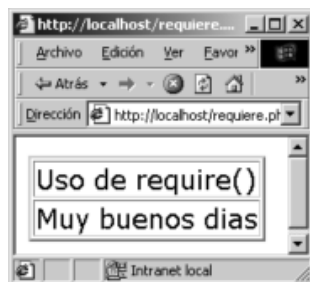 http://localhost/requiere....
Archivo Edición Ver Favor »
Atrás »
Dirección http://localhost/requiere.ph
Uso de require()
Muy buenos dias
Intranet local